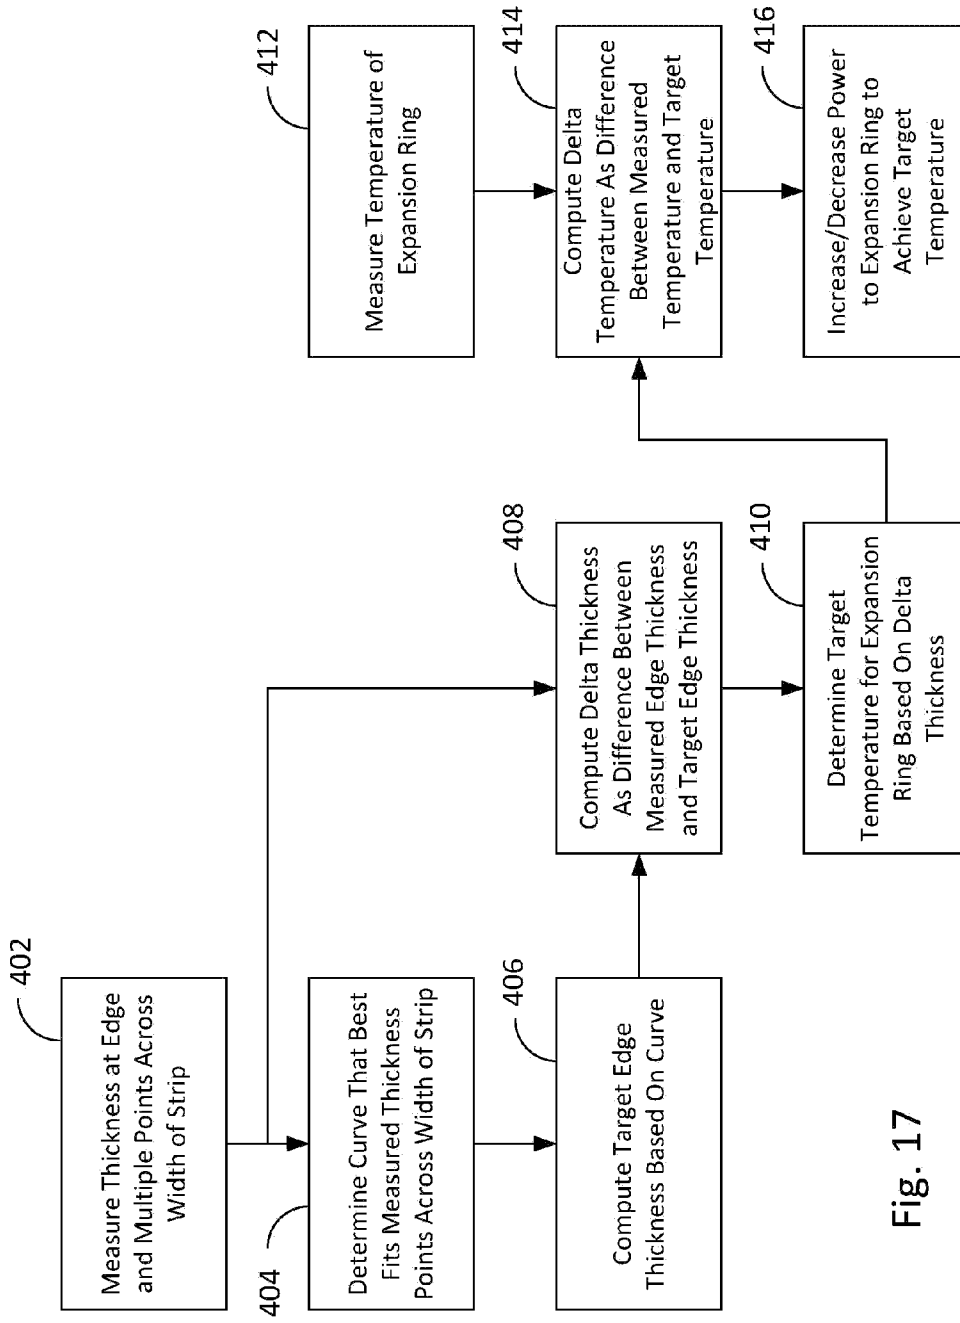 402
Measure Thickness at Edge
and Multiple Points Across
Width of Strip
404
Determine Curve That Best
Fits Measured Thickness
Points Across Width of Strip
406
Compute Target Edge
Thickness Based On Curve
408
Compute Delta Thickness
As Difference Between
Measured Edge Thickness
and Target Edge Thickness
410
Determine Target
Temperature for Expansion
Ring Based On Delta
Thickness
412
Measure Temperature of
Expansion Ring
414
Compute Delta
Temperature As Difference
Between Measured
Temperature and Target
Temperature
416
Increase/Decrease Power
to Expansion Ring to
Achieve Target
Temperature
Fig. 17